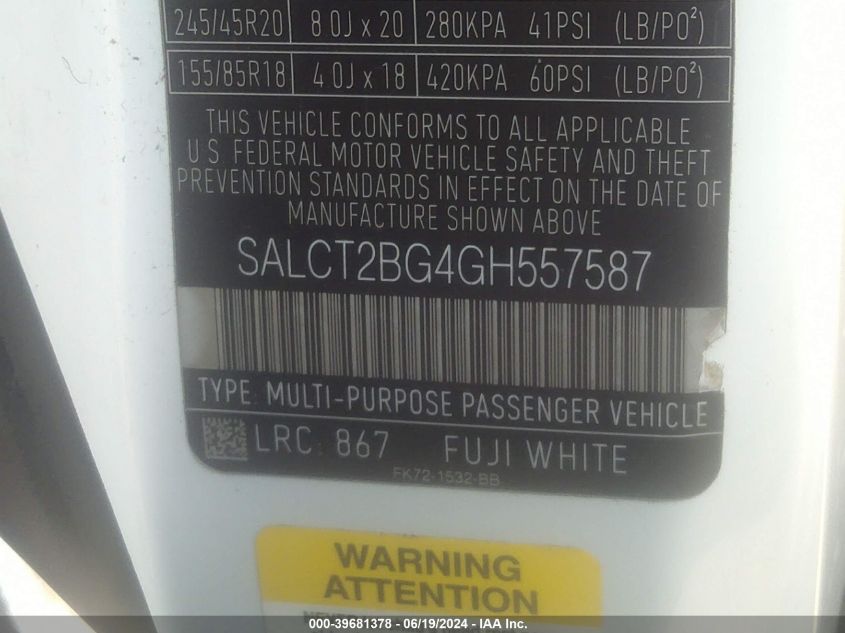 245/45R20 8.0J x 20 280KPA 41PSI (LB/PO²)
155/85R18 4.0J x 18 420KPA 60PSI (LB/PO²)
THIS VEHICLE CONFORMS TO ALL APPLICABLE
U.S. FEDERAL MOTOR VEHICLE SAFETY AND THEFT
PREVENTION STANDARDS IN EFFECT ON THE DATE OF
MANUFACTURE SHOWN ABOVE
SALCT2BG4GH557587
TYPE: MULTI-PURPOSE PASSENGER VEHICLE
LRC: 867 FUJI WHITE
FK72-1532-BB
WARNING
ATTENTION
000-39681378 - 06/19/2024 - IAA Inc.